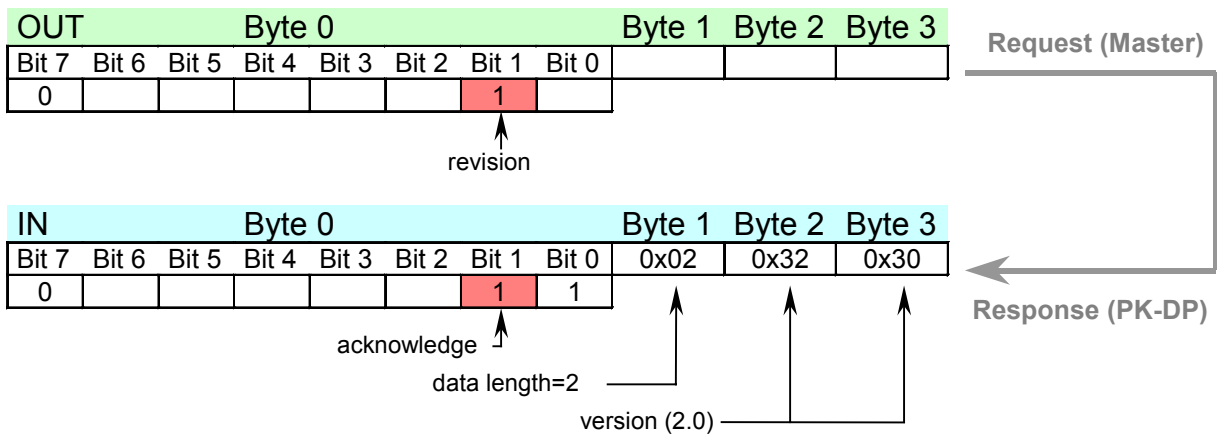 OUT Byte 0 Byte 1 Byte 2 Byte 3
Request (Master)
Bit 7 Bit 6 Bit 5 Bit 4 Bit 3 Bit 2 Bit 1 Bit 0
0 1
revision
IN Byte 0 Byte 1 Byte 2 Byte 3
Bit 7 Bit 6 Bit 5 Bit 4 Bit 3 Bit 2 Bit 1 Bit 0 0x02 0x32 0x30
0 1 1
Response (PK-DP)
acknowledge
data length=2
version (2.0)